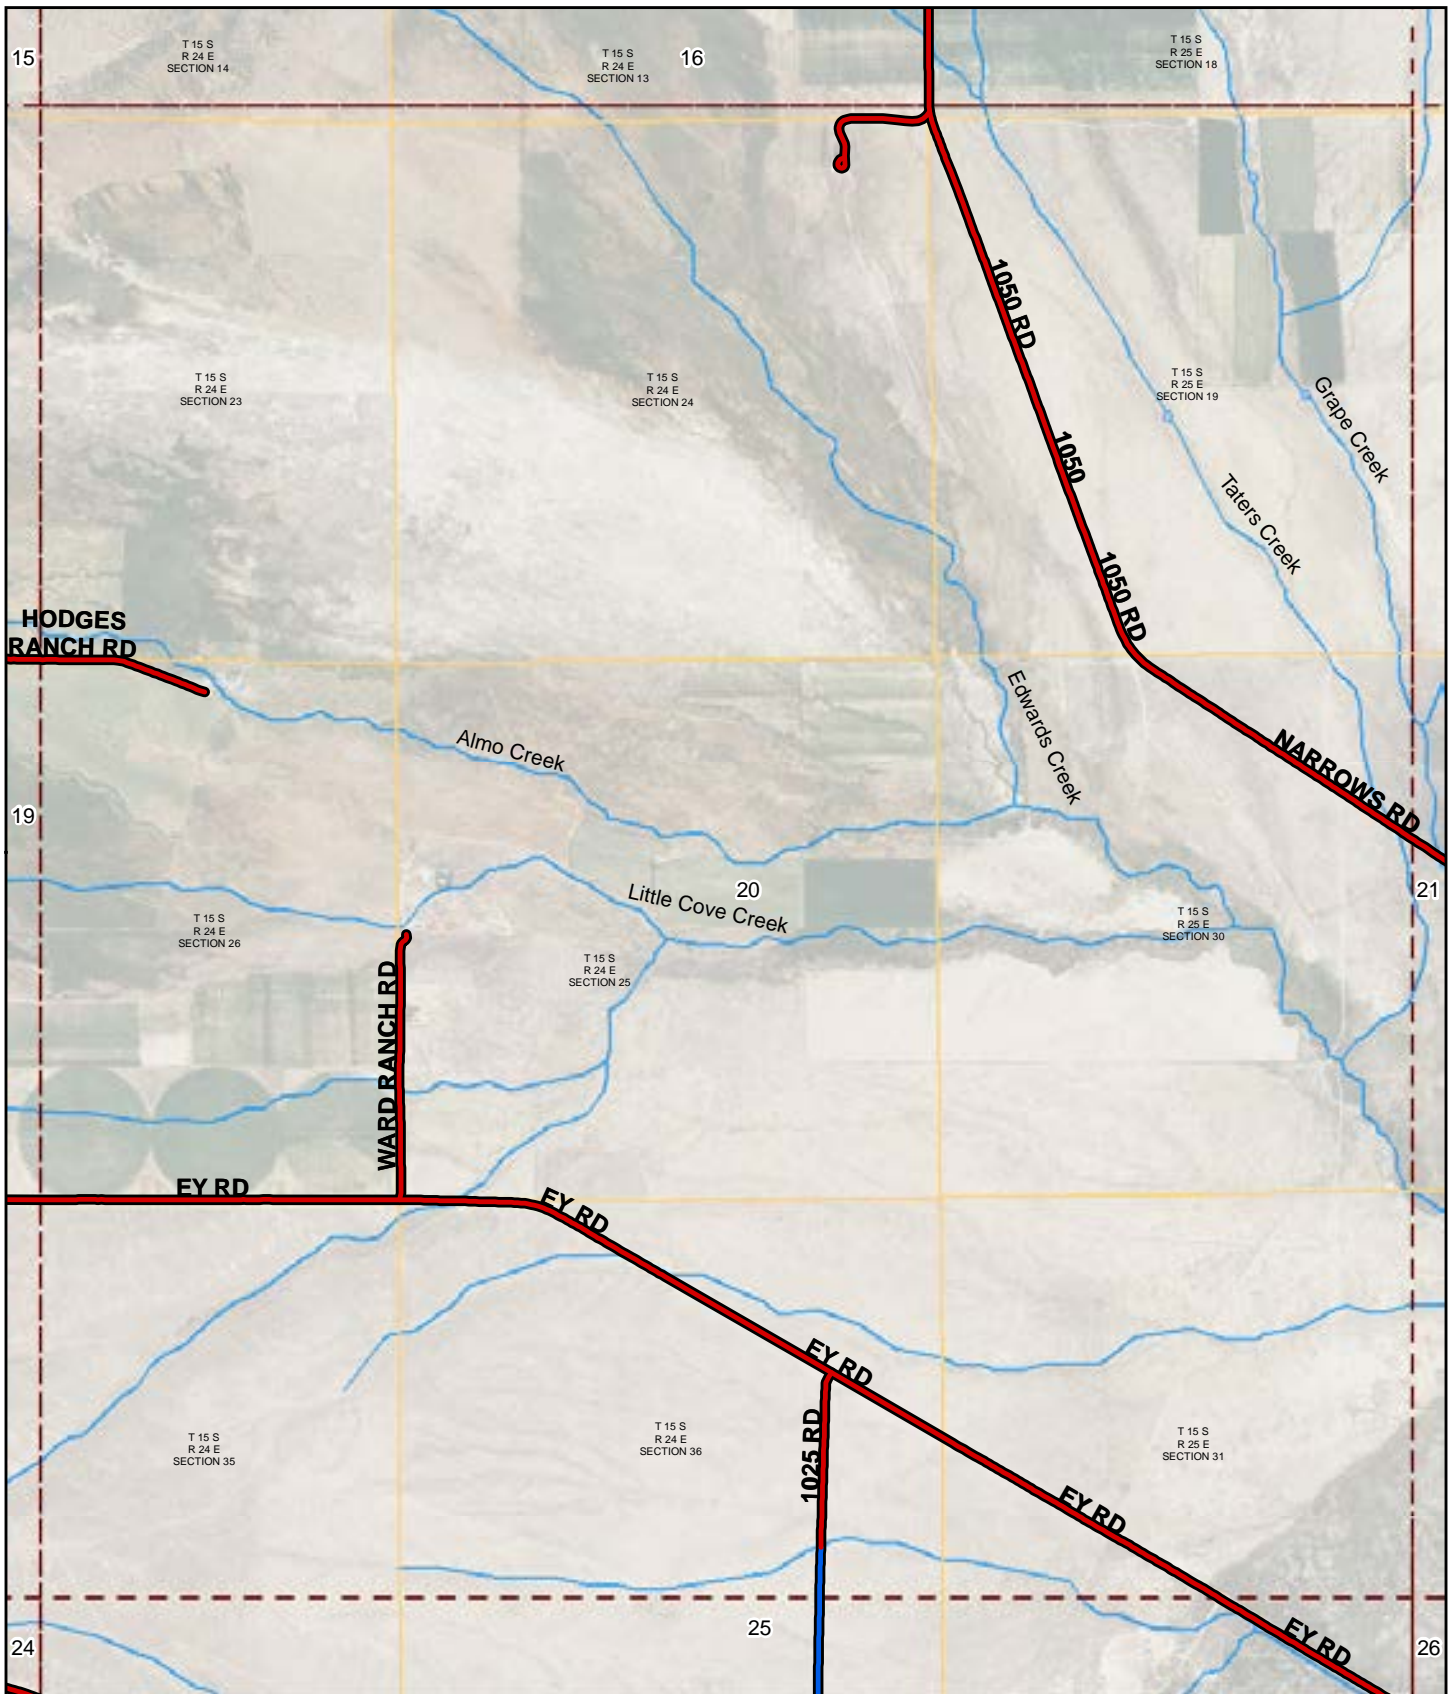 15
T 15 S
R 24 E
SECTION 14
T 15 S
R 24 E
SECTION 13
16
T 15 S
R 25 E
SECTION 18
1050 RD
T 15 S
R 24 E
SECTION 23
T 15 S
R 24 E
SECTION 24
T 15 S
R 25 E
SECTION 19
Grape Creek
1050
Taters Creek
1050 RD
HODGES
RANCH RD
Edwards Creek
Almo Creek
NARROWS RD
19
20
21
Little Cove Creek
T 15 S
R 24 E
SECTION 26
T 15 S
R 25 E
SECTION 30
T 15 S
R 24 E
SECTION 25
WARD RANCH RD
EY RD
EY RD
EY RD
1025 RD
T 15 S
R 24 E
SECTION 35
T 15 S
R 24 E
SECTION 36
T 15 S
R 25 E
SECTION 31
EY RD
24
25
EY RD
26